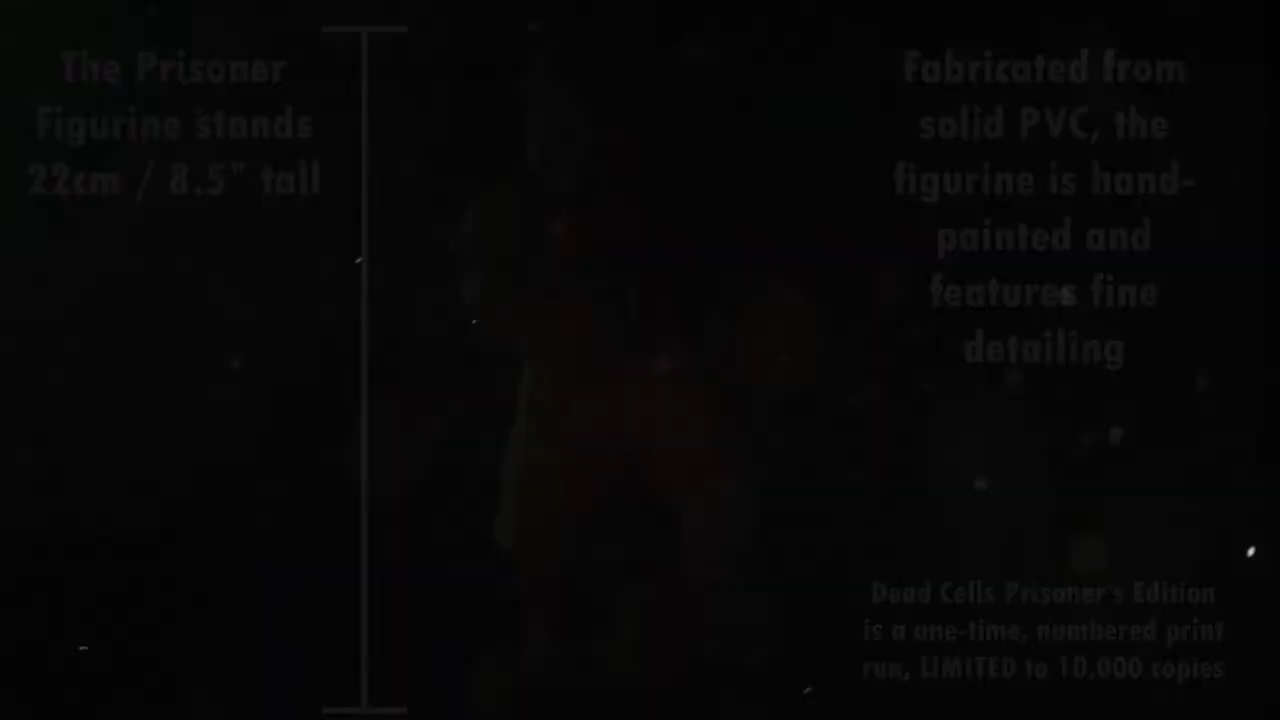 The Prisoner
Figurine stands
22cm / 8.5" tall
Fabricated from
solid PVC, the
figurine is hand-
painted and
features fine
detailing
Dead Cells Prisoner's Edition
is a one-time, numbered print
run, LIMITED to 10.000 copies